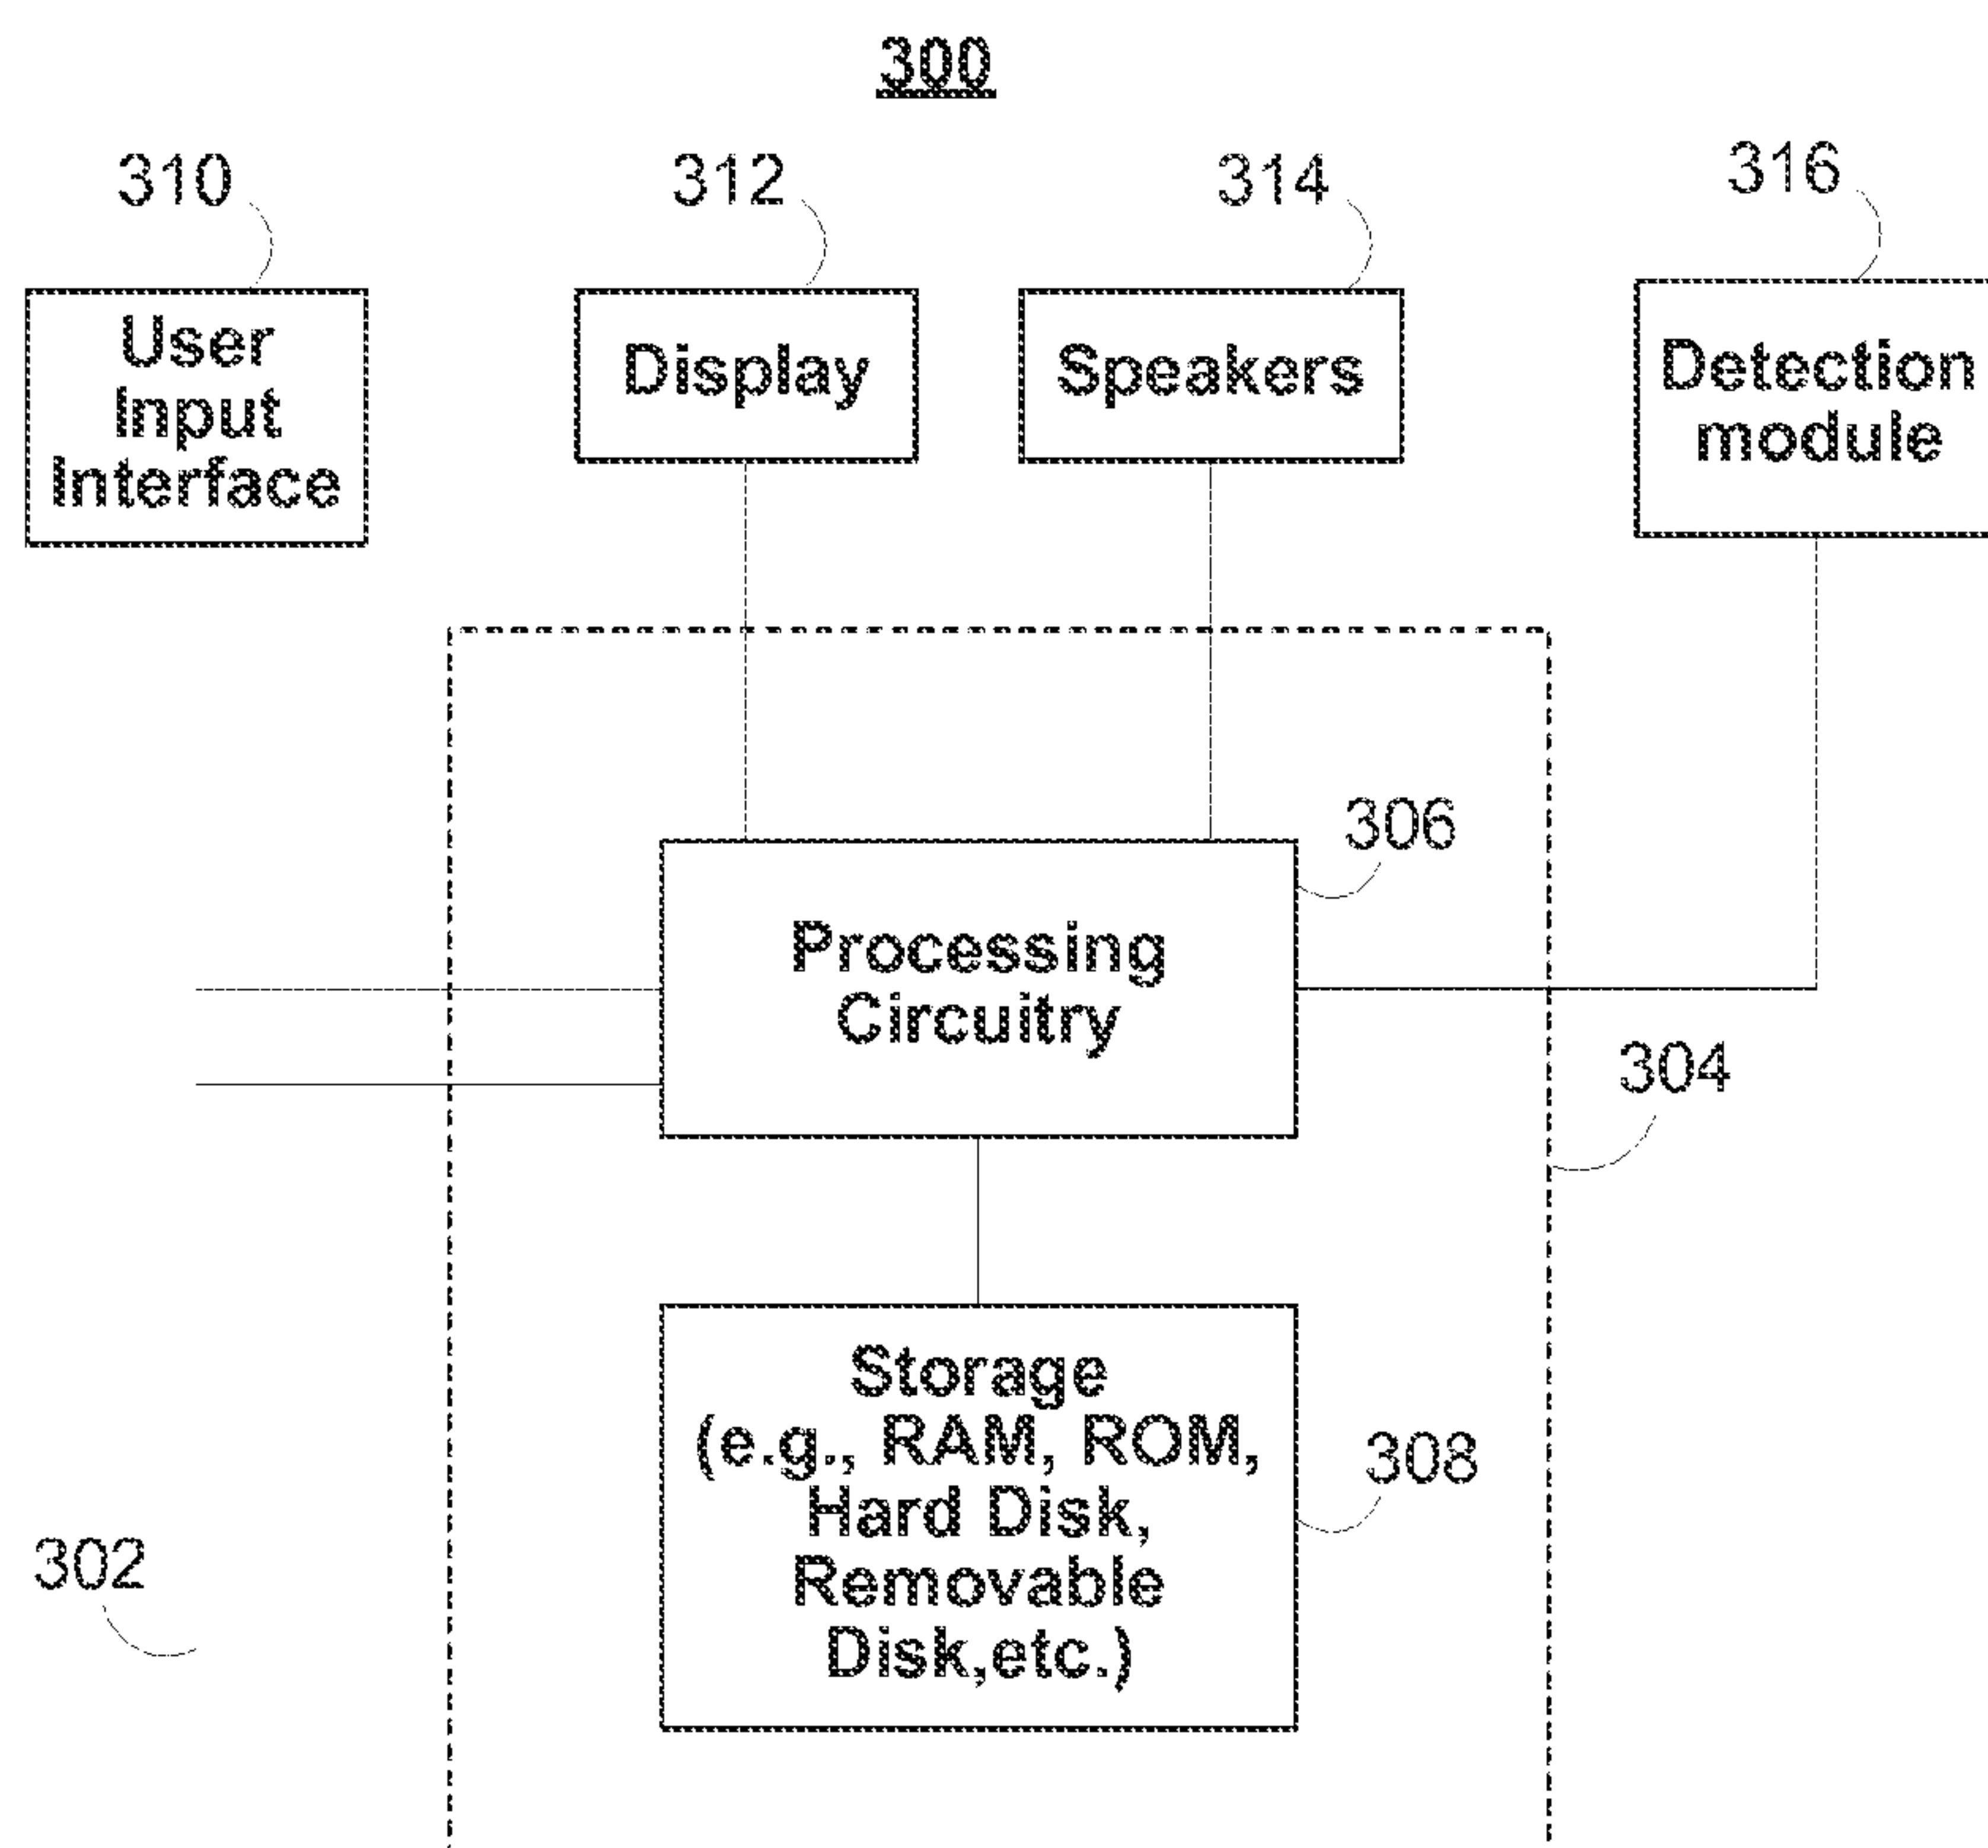 300
310
312
314
316
User
Input
Interface
Display
Speakers
Detection
module
306
Processing
Circuitry
304
Storage
(e.g., RAM, ROM,
Hard Disk,
Removable
Disk,etc.)
308
302